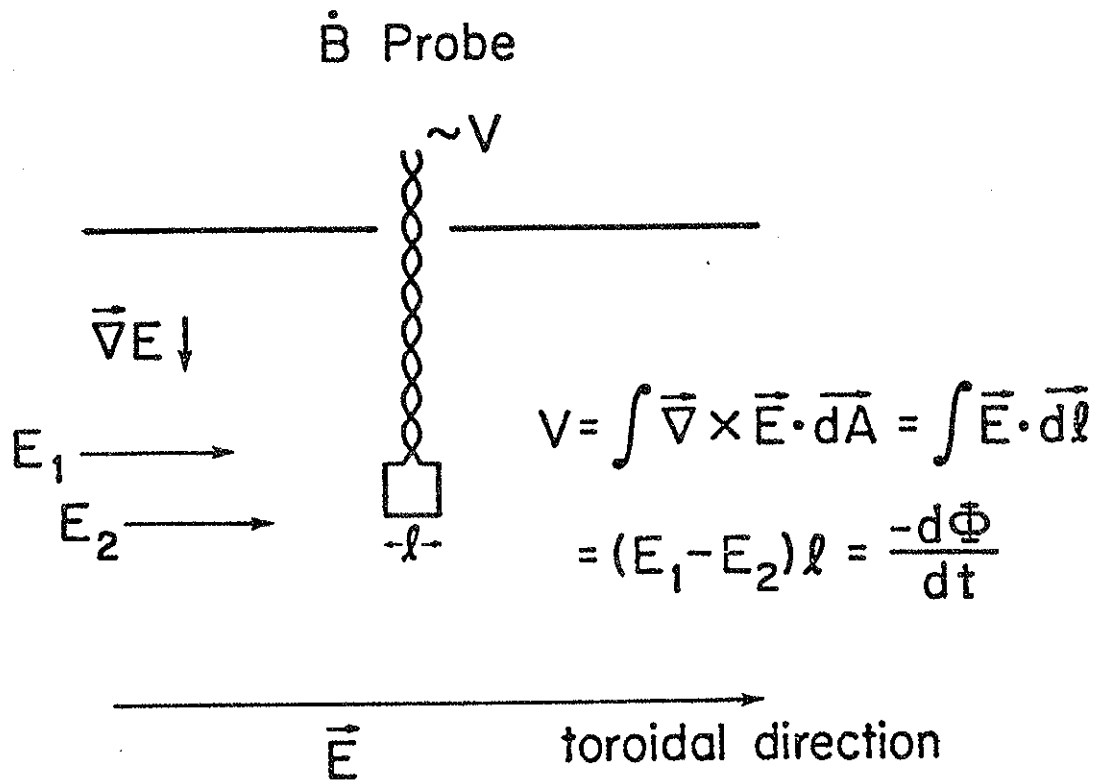 Ḃ Probe
~V
∇⃗E ↓
E₁
E₂
ℓ
V = ∫ ∇⃗ × E⃗ · dA⃗ = ∫ E⃗ · dℓ⃗
= (E₁ - E₂)ℓ = -dΦ/dt
E⃗ toroidal direction